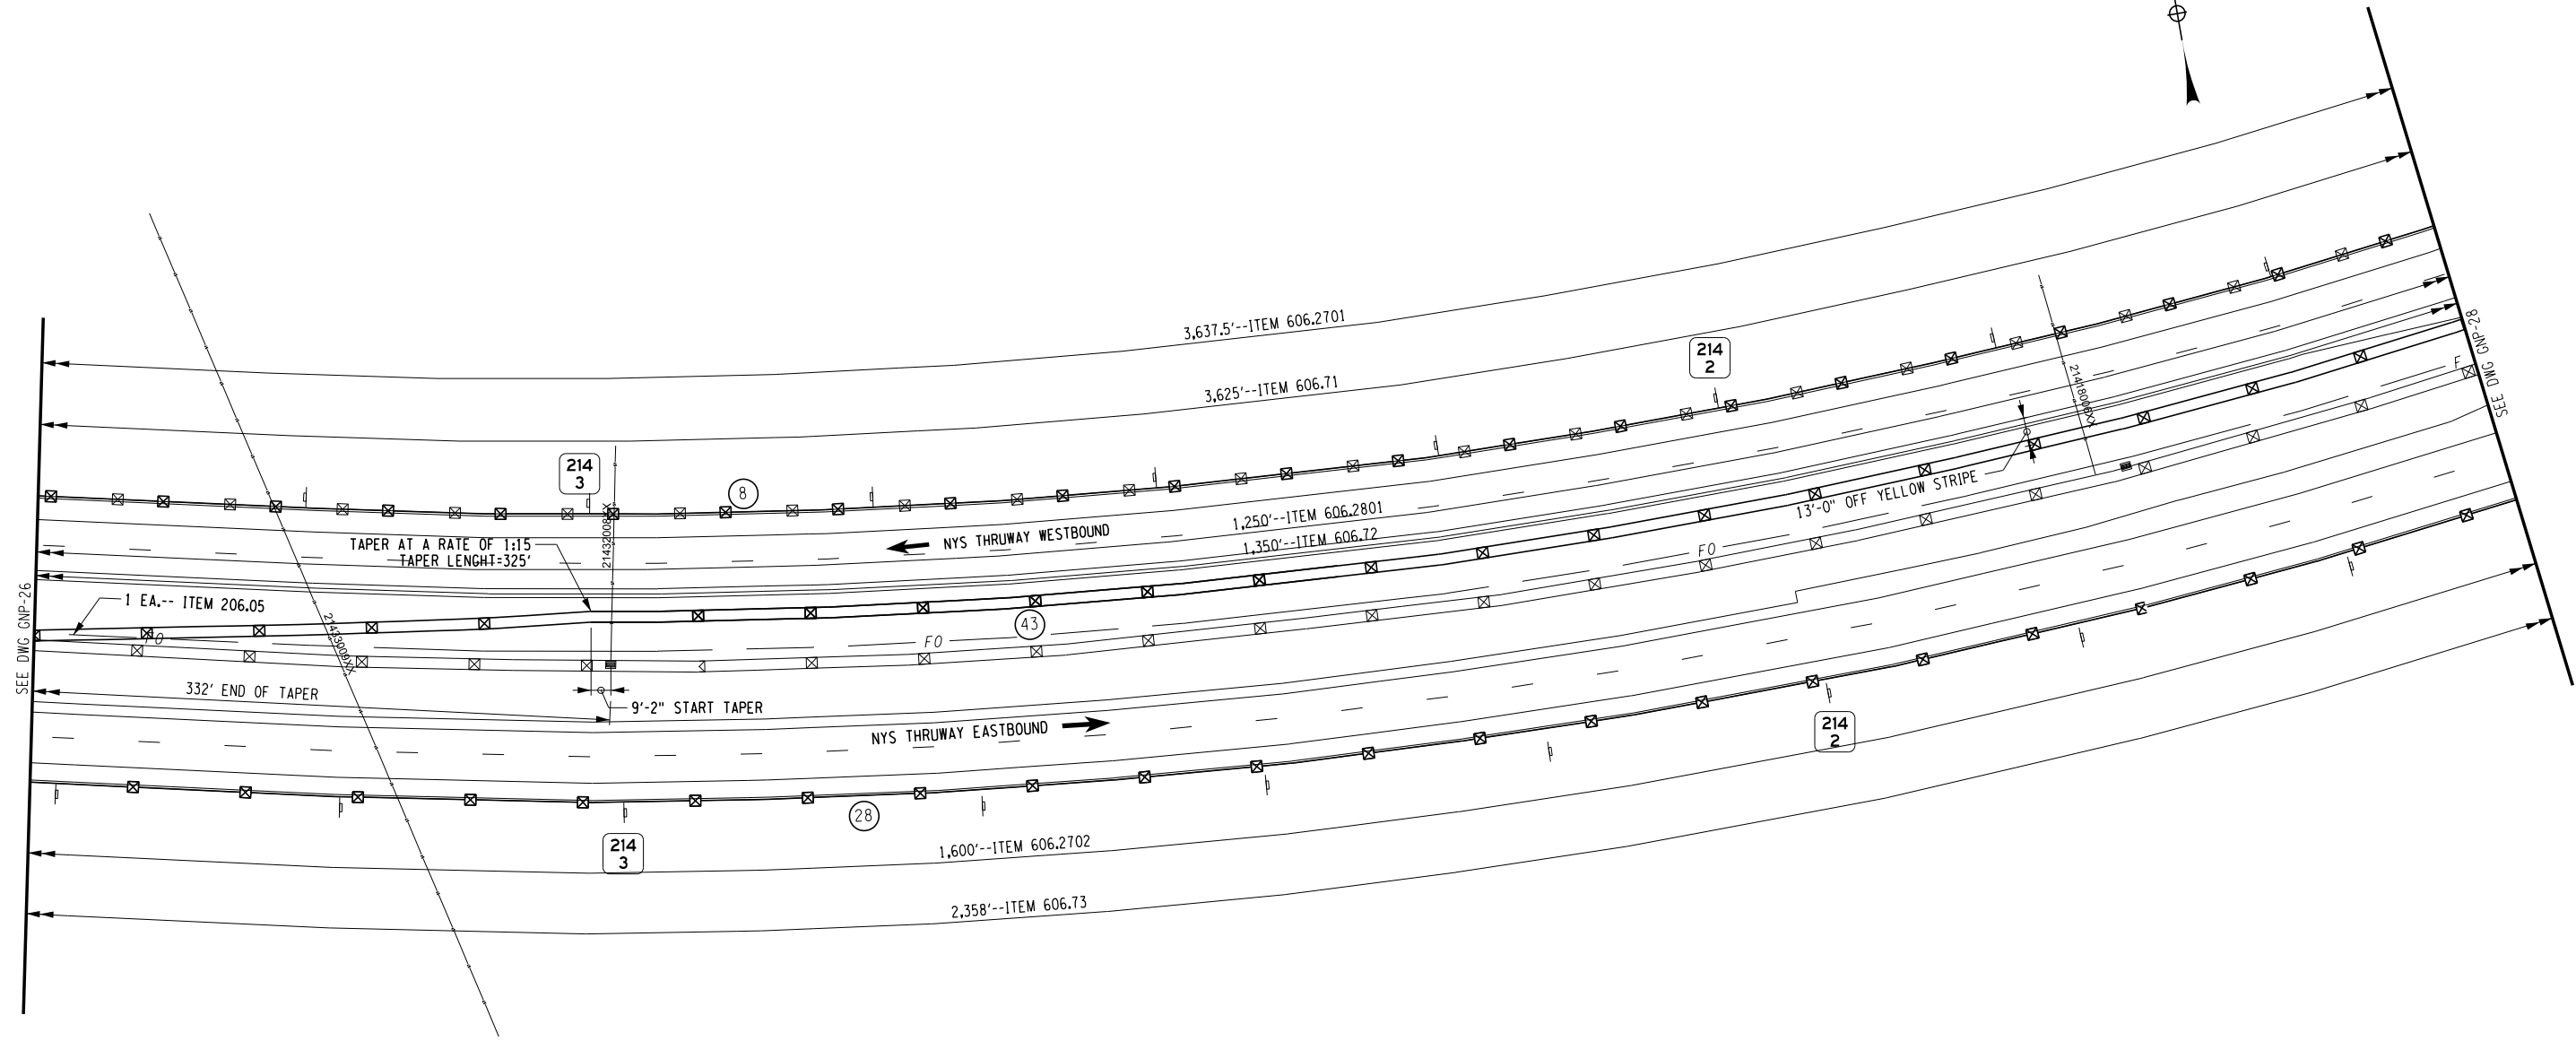 3,637.5'--ITEM 606.2701
3,625'--ITEM 606.71
214
2
214
3
8
21432008XX
21418006XX
SEE DWG GNP-28
1,250'--ITEM 606.2801
1,350'--ITEM 606.72
NYS THRUWAY WESTBOUND
TAPER AT A RATE OF 1:15
TAPER LENGHT=325'
13'-0" OFF YELLOW STRIPE
F
FO
FO
43
SEE DWG GNP-26
1 EA.-- ITEM 206.05
21433009XX
332' END OF TAPER
9'-2" START TAPER
NYS THRUWAY EASTBOUND
214
2
28
214
3
1,600'--ITEM 606.2702
2,358'--ITEM 606.73